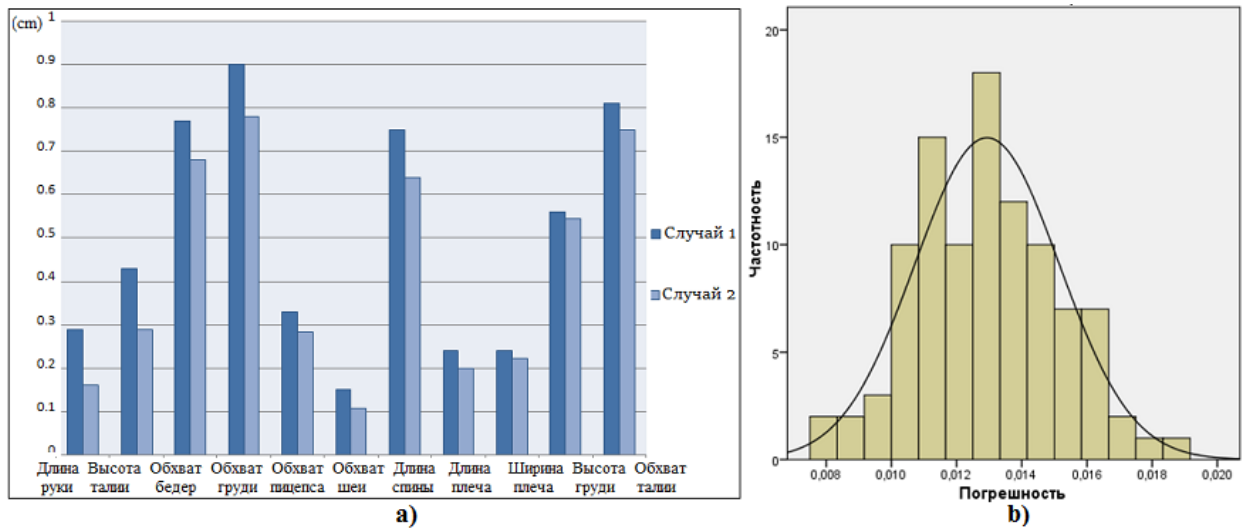 (cm)
1
0.9
0.8
0.7
0.6
0.5
0.4
0.3
0.2
0.1
0
Случай 1
Случай 2
Длина руки
Высота талии
Обхват бедер
Обхват груди
Обхват пицепса
Обхват шеи
Длина спины
Длина плеча
Ширина плеча
Высота груди
Обхват талии
a)
20
15
10
5
0
Частотность
0,008 0,010 0,012 0,014 0,016 0,018 0,020
Погрешность
b)